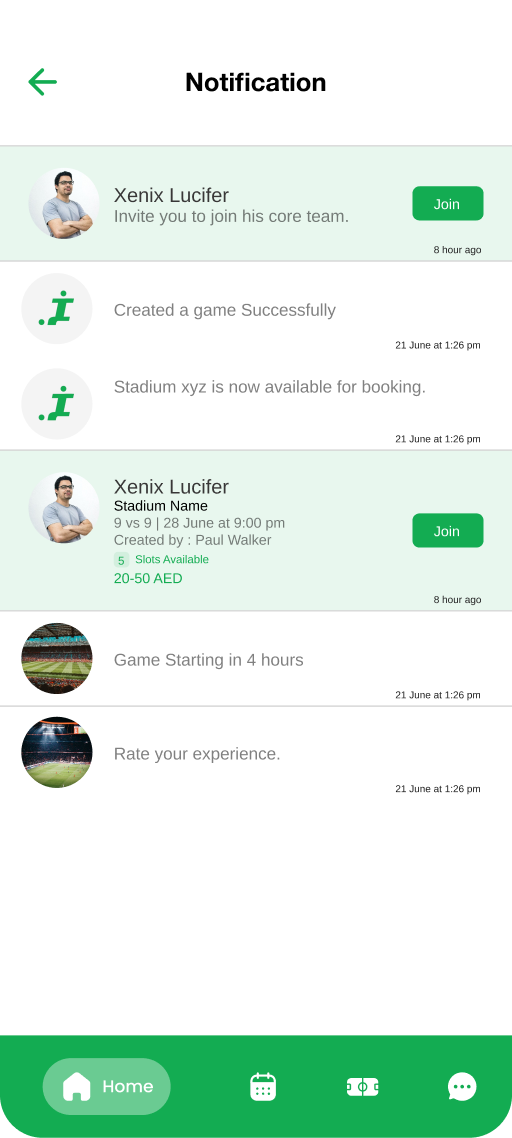 Notification
Xenix Lucifer
Invite you to join his core team.
Join
8 hour ago
Created a game Successfully
21 June at 1:26 pm
Stadium xyz is now available for booking.
21 June at 1:26 pm
Xenix Lucifer
Stadium Name
9 vs 9 | 28 June at 9:00 pm
Created by : Paul Walker
5 Slots Available
20-50 AED
Join
8 hour ago
Game Starting in 4 hours
21 June at 1:26 pm
Rate your experience.
21 June at 1:26 pm
Home